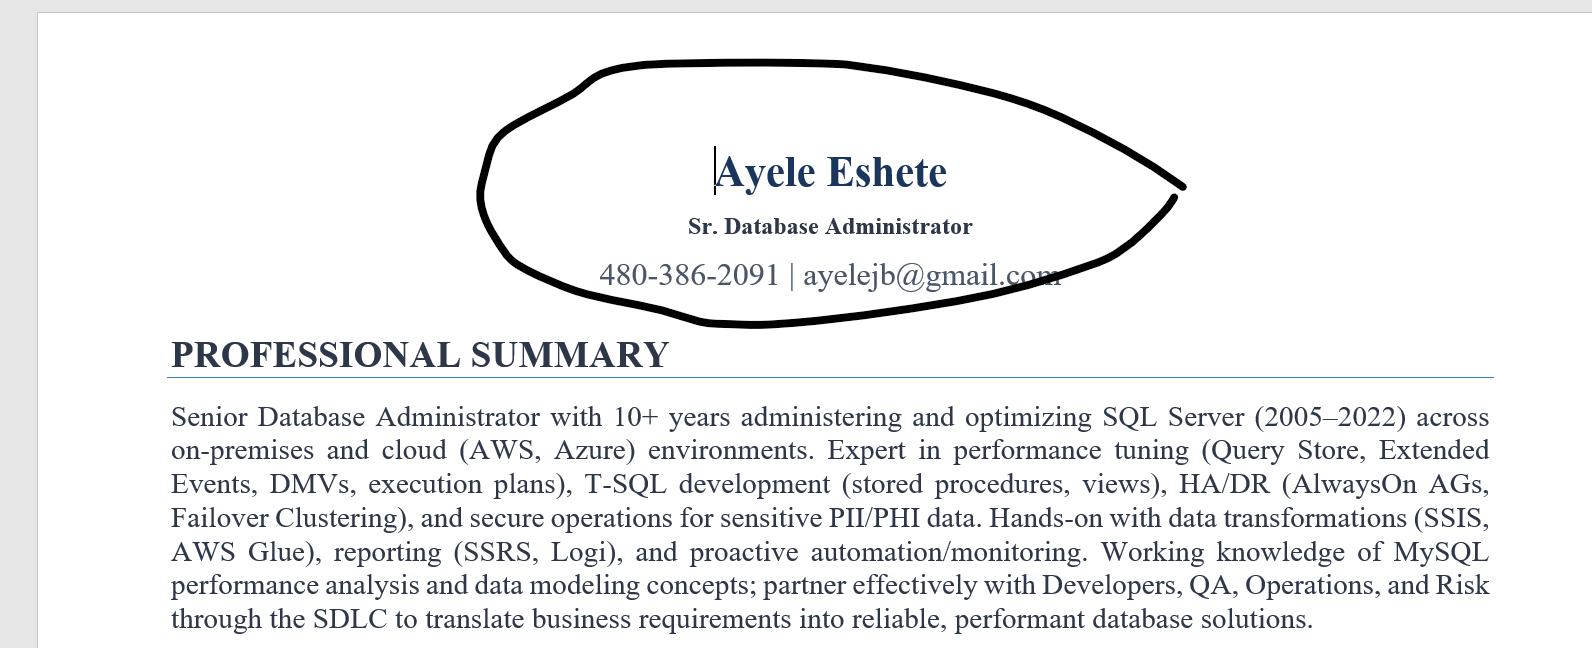 Ayele Eshete
Sr. Database Administrator
480-386-2091 | ayelejb@gmail.com
PROFESSIONAL SUMMARY
Senior Database Administrator with 10+ years administering and optimizing SQL Server (2005–2022) across
on-premises and cloud (AWS, Azure) environments. Expert in performance tuning (Query Store, Extended
Events, DMVs, execution plans), T-SQL development (stored procedures, views), HA/DR (AlwaysOn AGs,
Failover Clustering), and secure operations for sensitive PII/PHI data. Hands-on with data transformations (SSIS,
AWS Glue), reporting (SSRS, Logi), and proactive automation/monitoring. Working knowledge of MySQL
performance analysis and data modeling concepts; partner effectively with Developers, QA, Operations, and Risk
through the SDLC to translate business requirements into reliable, performant database solutions.